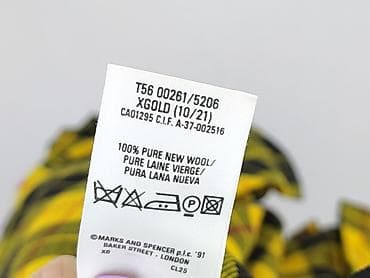 T56 00261/5206
XGOLD (10/21)
CA01295 C.I.F. A-37-002516
100% PURE NEW WOOL/
PURE LAINE VIERGE/
PURA LANA NUEVA
P
© MARKS AND SPENCER p.l.c. '91
BAKER STREET · LONDON
XB CL25